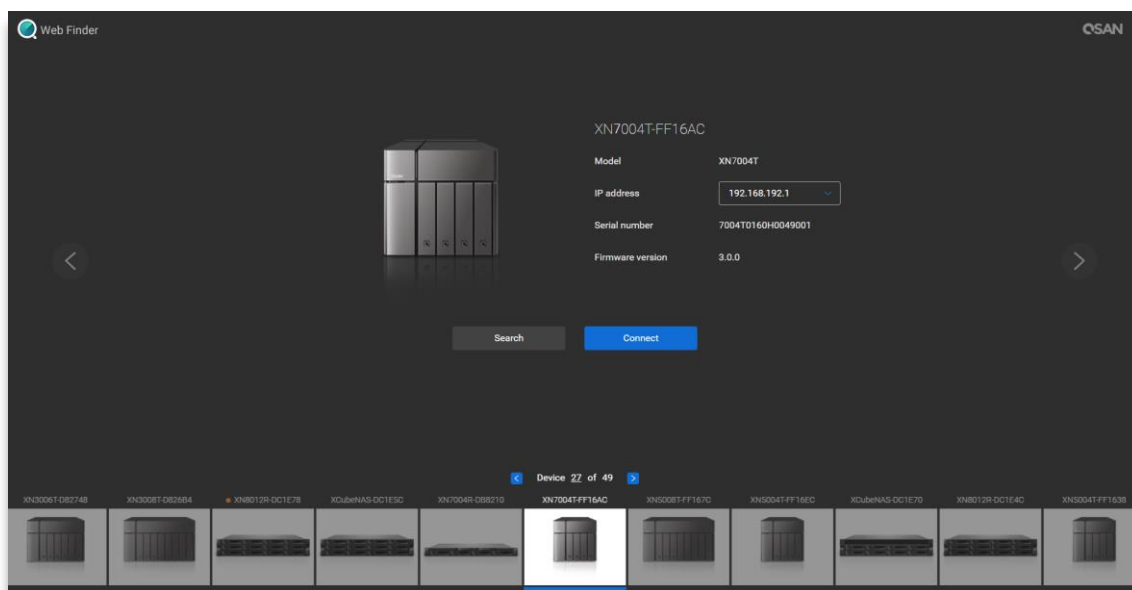 Web Finder
QSAN
XN7004T-FF16AC
Model XN7004T
IP address 192.168.192.1
Serial number 7004T0160H0049001
Firmware version 3.0.0
Search Connect
Device 27 of 49
XN3006T-D82748 XN3008T-D826B4 XN8012R-DC1E78 XCubeNAS-DC1E5C XN7004R-DB8210 XN7004T-FF16AC XN5008T-FF167C XN5004T-FF16EC XCubeNAS-DC1E70 XN8012R-DC1E4C XN5004T-FF1638